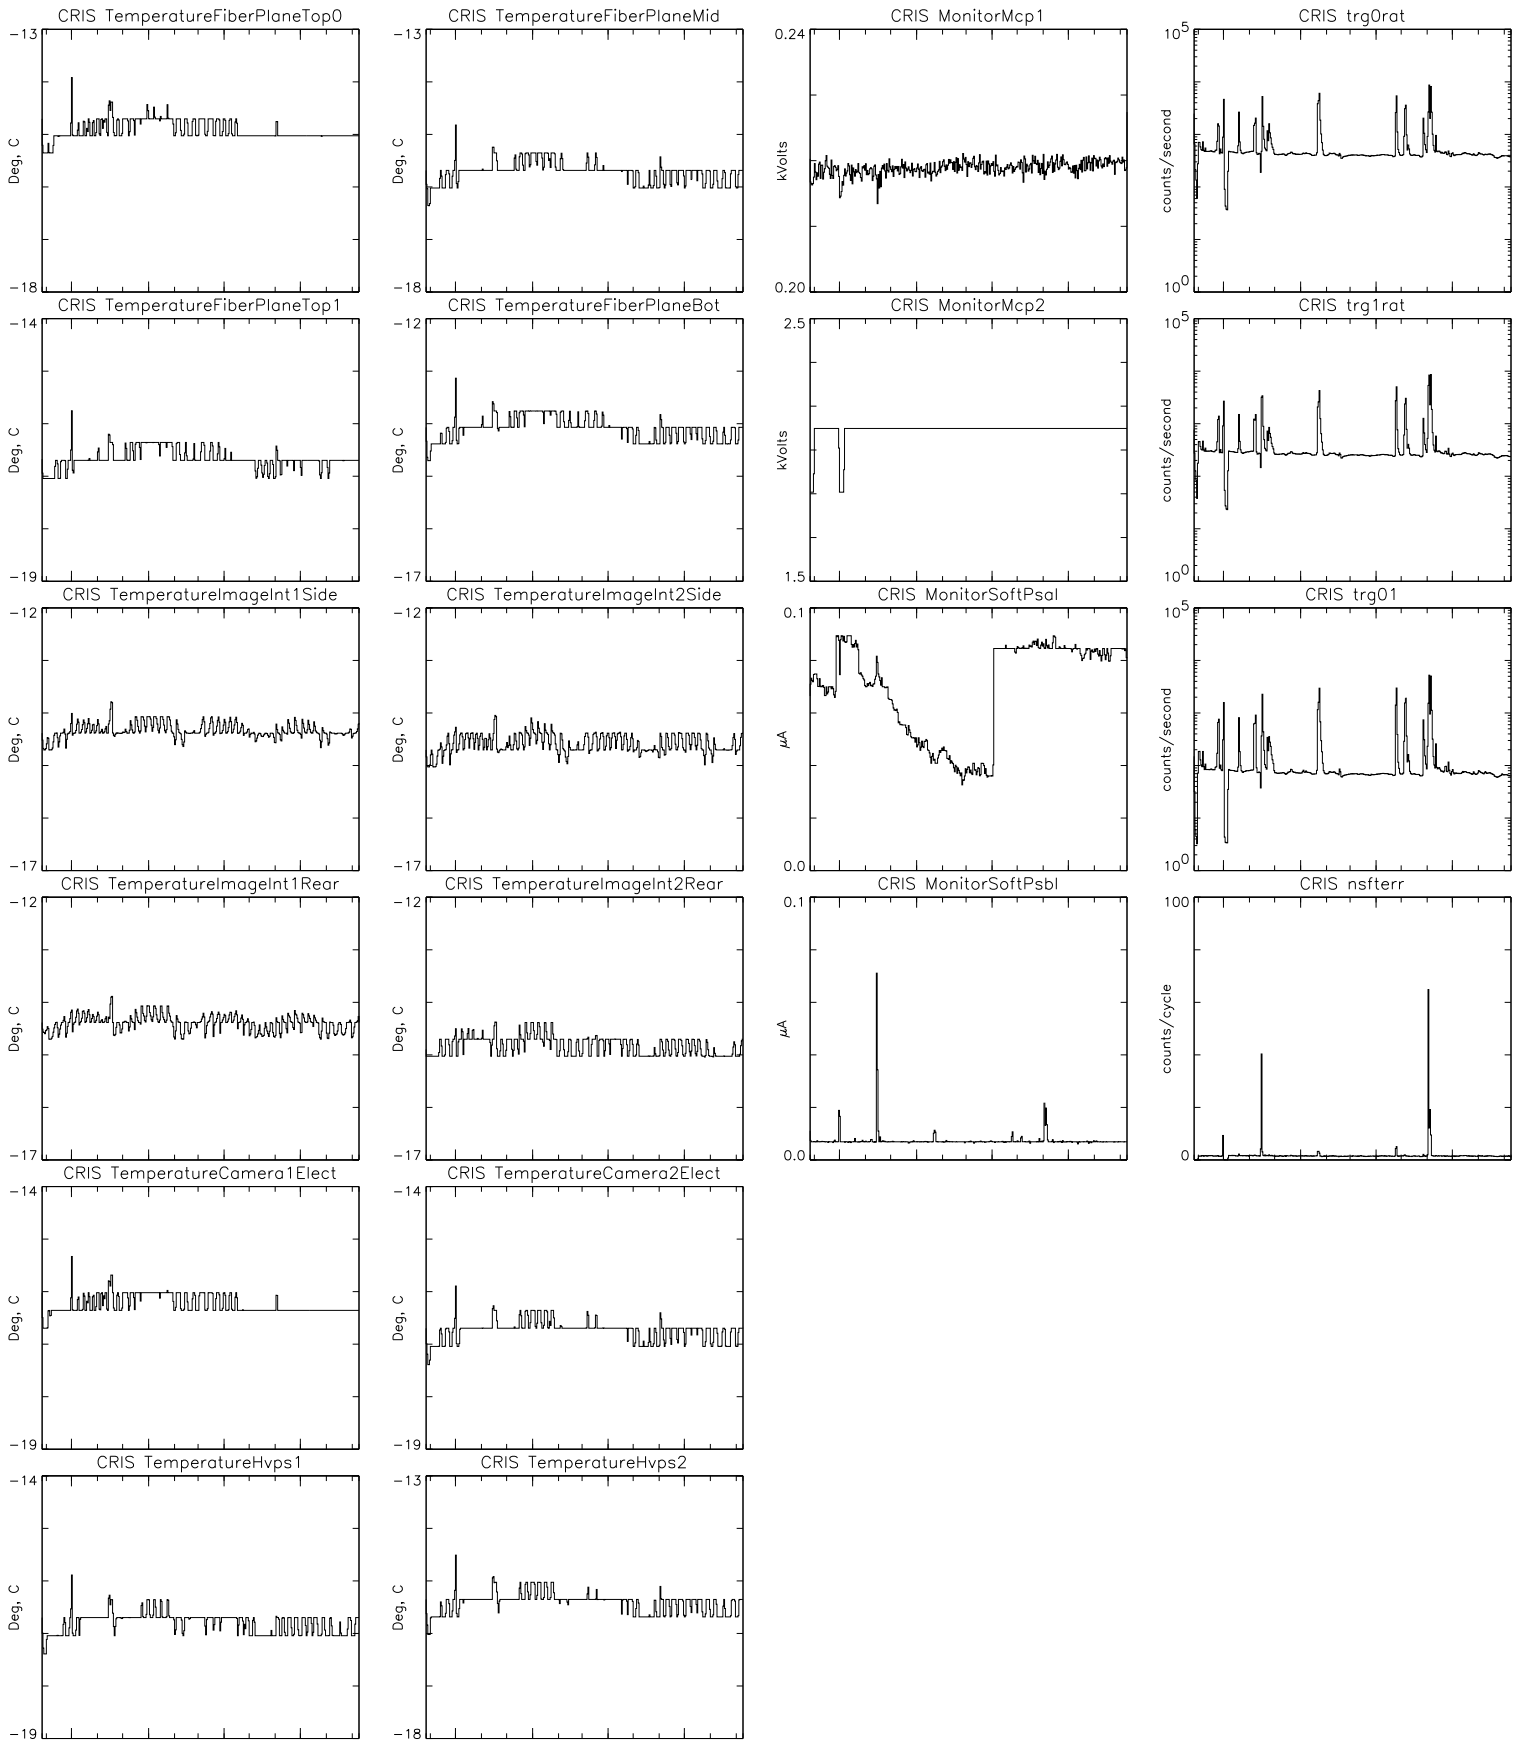 CRIS TemperatureFiberPlaneTop0
-13
Deg, C
-18
CRIS TemperatureFiberPlaneMid
-13
Deg, C
-18
CRIS MonitorMcp1
0.24
kVolts
0.20
CRIS trg0rat
10^5
counts/second
10^0
CRIS TemperatureFiberPlaneTop1
-14
Deg, C
-19
CRIS TemperatureFiberPlaneBot
-12
Deg, C
-17
CRIS MonitorMcp2
2.5
kVolts
1.5
CRIS trg1rat
10^5
counts/second
10^0
CRIS TemperatureImageInt1Side
-12
Deg, C
-17
CRIS TemperatureImageInt2Side
-12
Deg, C
-17
CRIS MonitorSoftPsaI
0.1
μA
0.0
CRIS trg01
10^5
counts/second
10^0
CRIS TemperatureImageInt1Rear
-12
Deg, C
-17
CRIS TemperatureImageInt2Rear
-12
Deg, C
-17
CRIS MonitorSoftPsbI
0.1
μA
0.0
CRIS nsfterr
100
counts/cycle
0
CRIS TemperatureCamera1Elect
-14
Deg, C
-19
CRIS TemperatureCamera2Elect
-14
Deg, C
-19
CRIS TemperatureHvps1
-14
Deg, C
-19
CRIS TemperatureHvps2
-13
Deg, C
-18